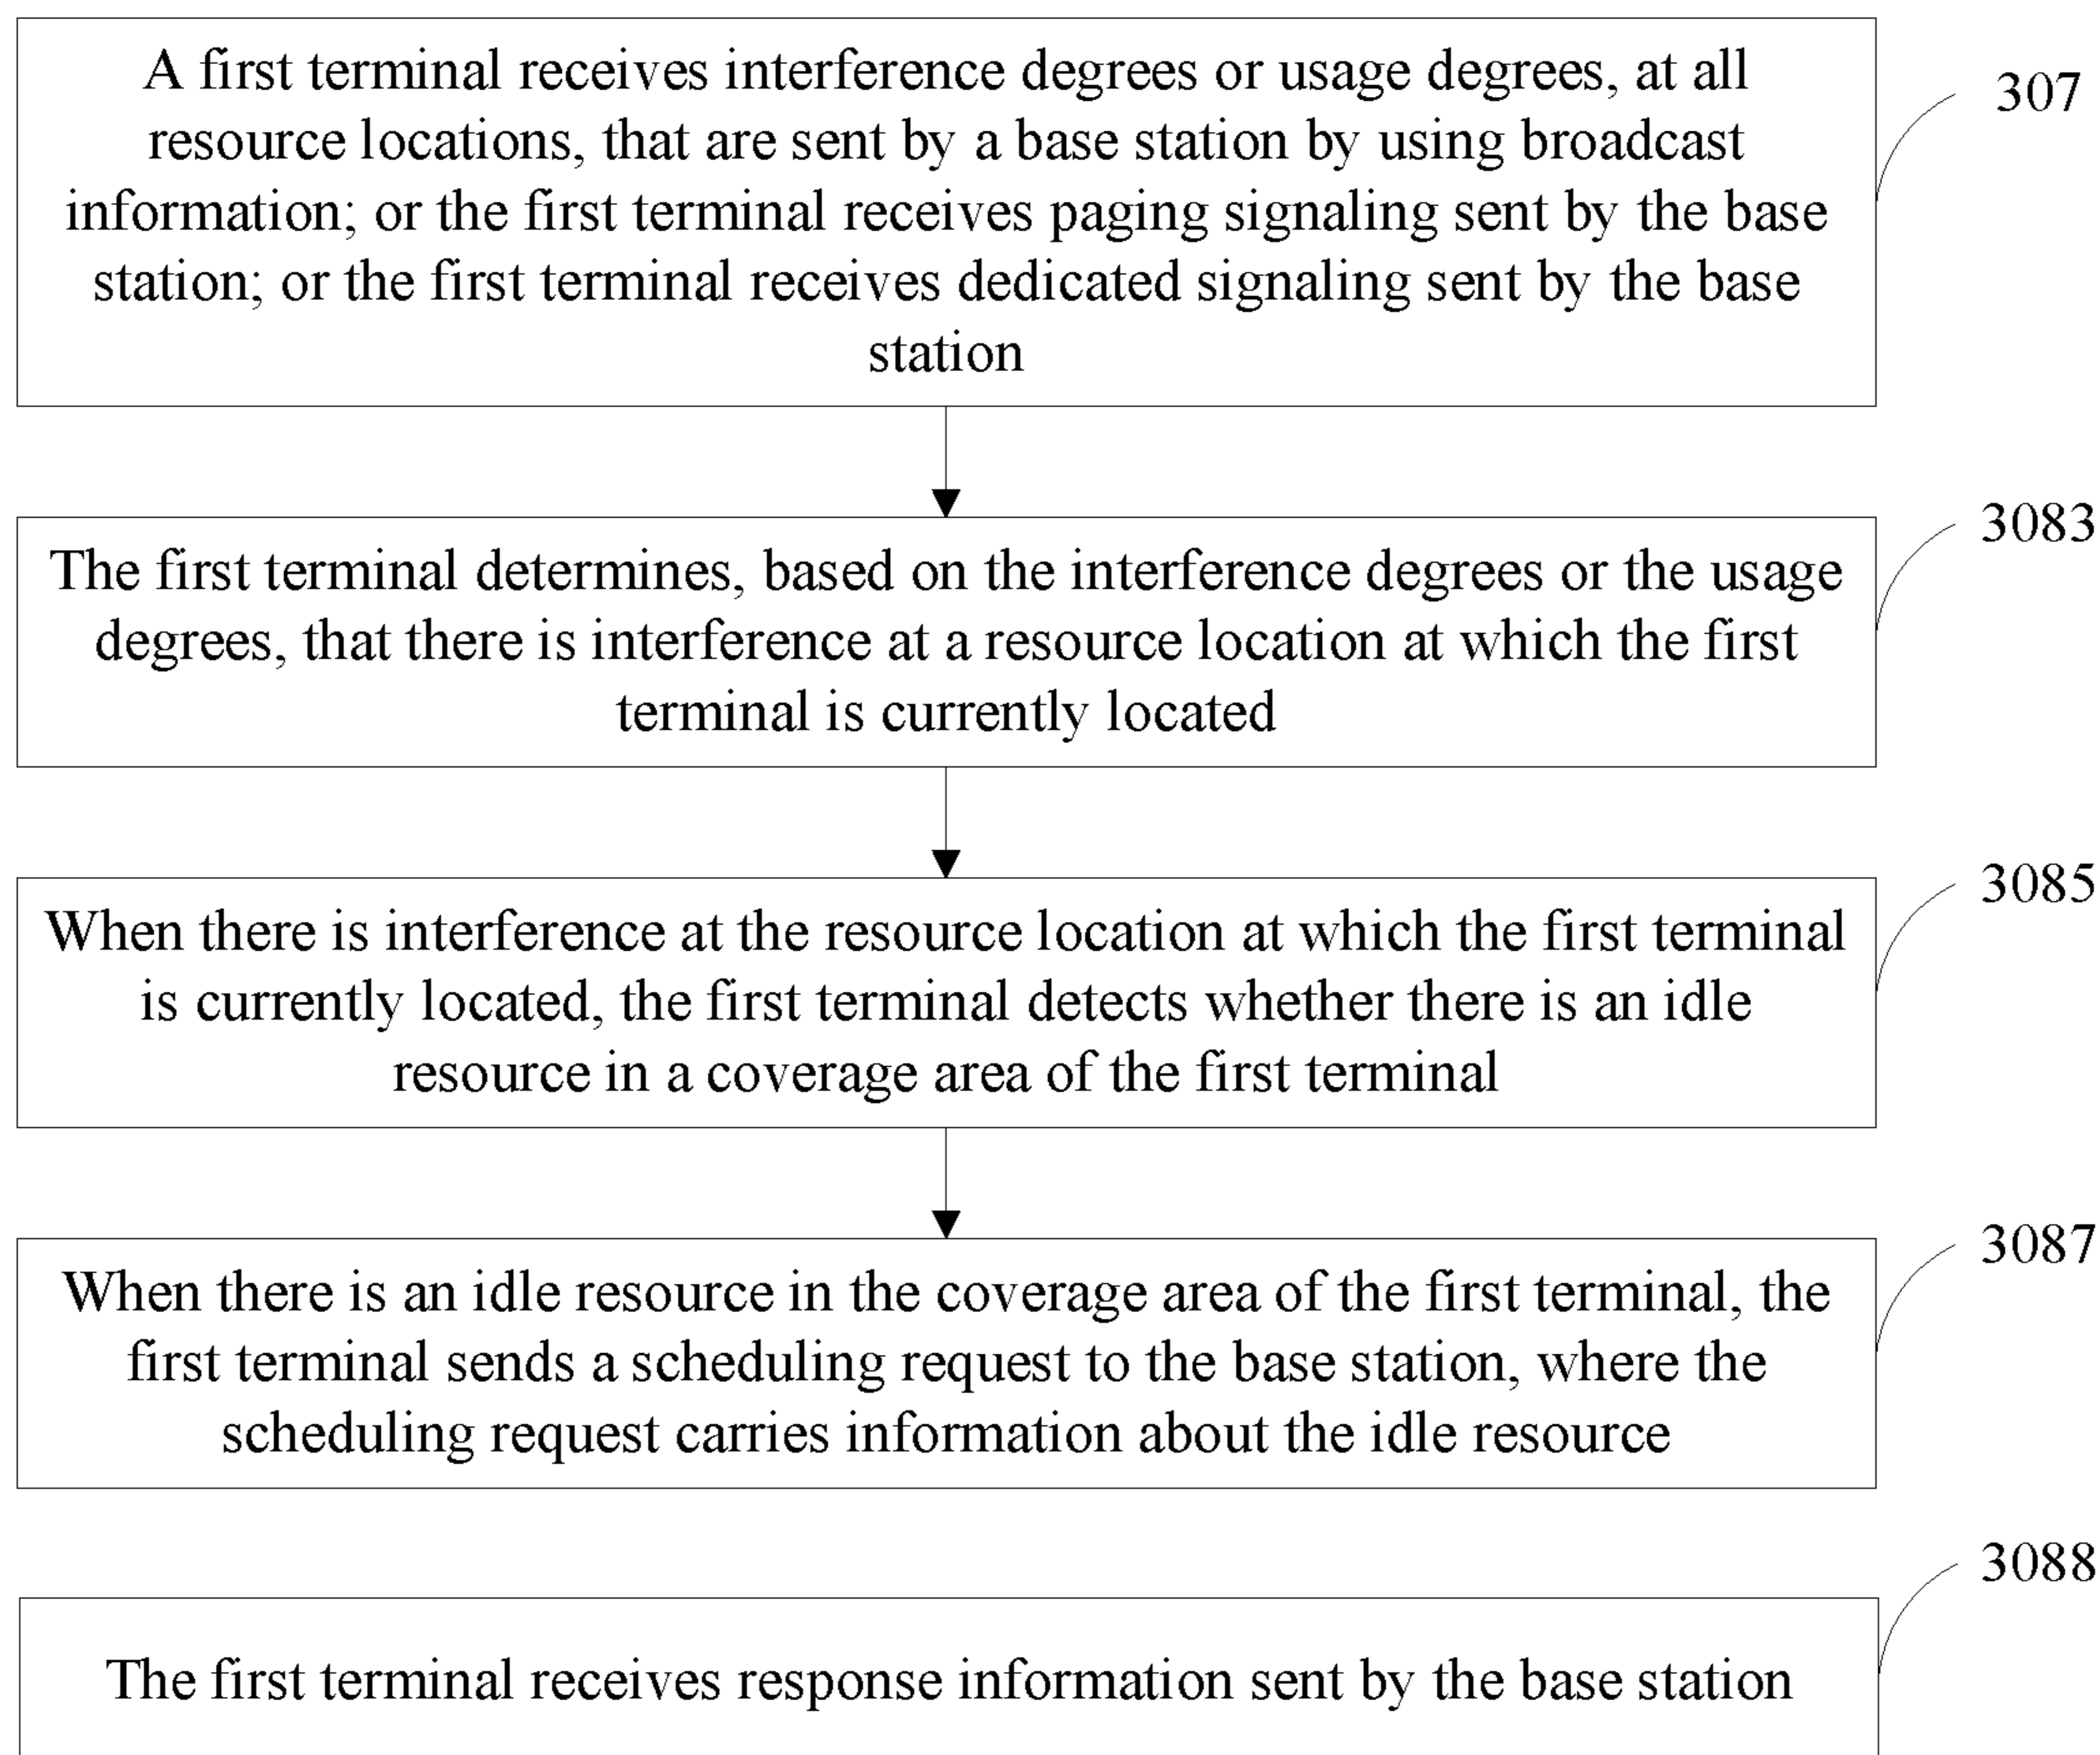 A first terminal receives interference degrees or usage degrees, at all
resource locations, that are sent by a base station by using broadcast
information; or the first terminal receives paging signaling sent by the base
station; or the first terminal receives dedicated signaling sent by the base
station
307
The first terminal determines, based on the interference degrees or the usage
degrees, that there is interference at a resource location at which the first
terminal is currently located
3083
When there is interference at the resource location at which the first terminal
is currently located, the first terminal detects whether there is an idle
resource in a coverage area of the first terminal
3085
When there is an idle resource in the coverage area of the first terminal, the
first terminal sends a scheduling request to the base station, where the
scheduling request carries information about the idle resource
3087
The first terminal receives response information sent by the base station
3088